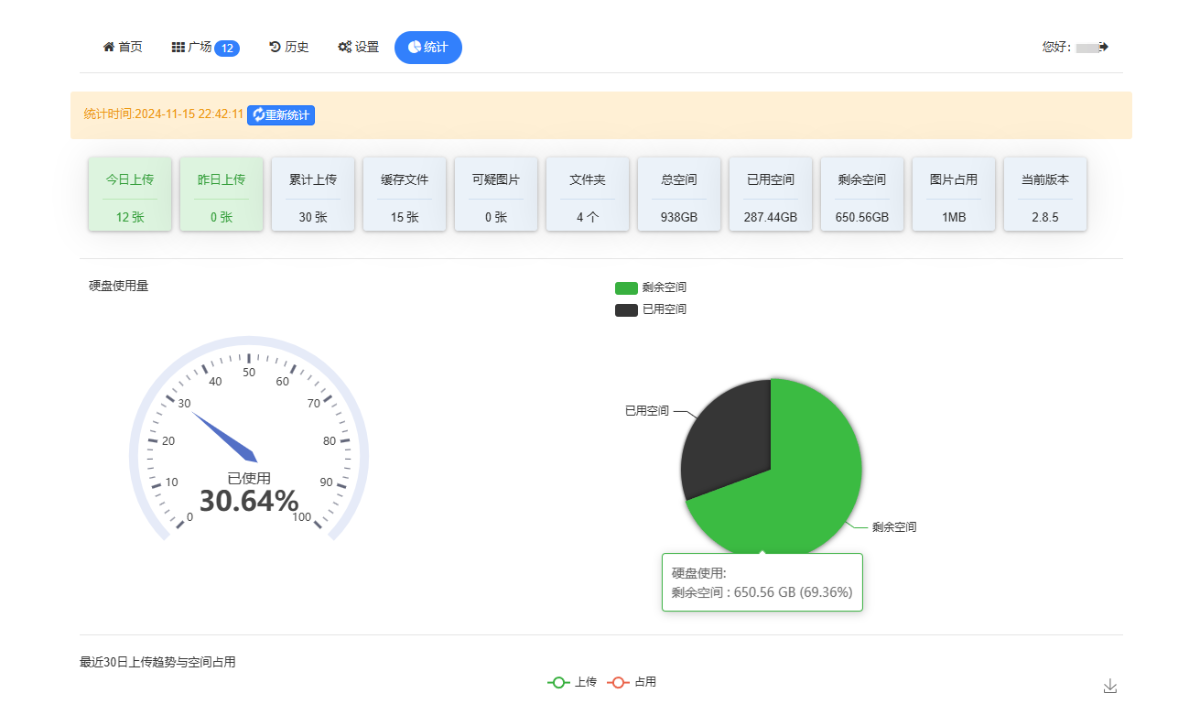 首页 广场 12 历史 设置 统计 您好:
统计时间:2024-11-15 22:42:11 重新统计
今日上传 昨日上传 累计上传 缓存文件 可疑图片 文件夹 总空间 已用空间 剩余空间 图片占用 当前版本
12 张 0 张 30 张 15 张 0 张 4 个 938GB 287.44GB 650.56GB 1MB 2.8.5
硬盘使用量
0
10
20
30
40
50
60
70
80
90
100
已使用
30.64%
剩余空间
已用空间
已用空间
剩余空间
硬盘使用:
剩余空间 : 650.56 GB (69.36%)
最近30日上传趋势与空间占用
上传 占用